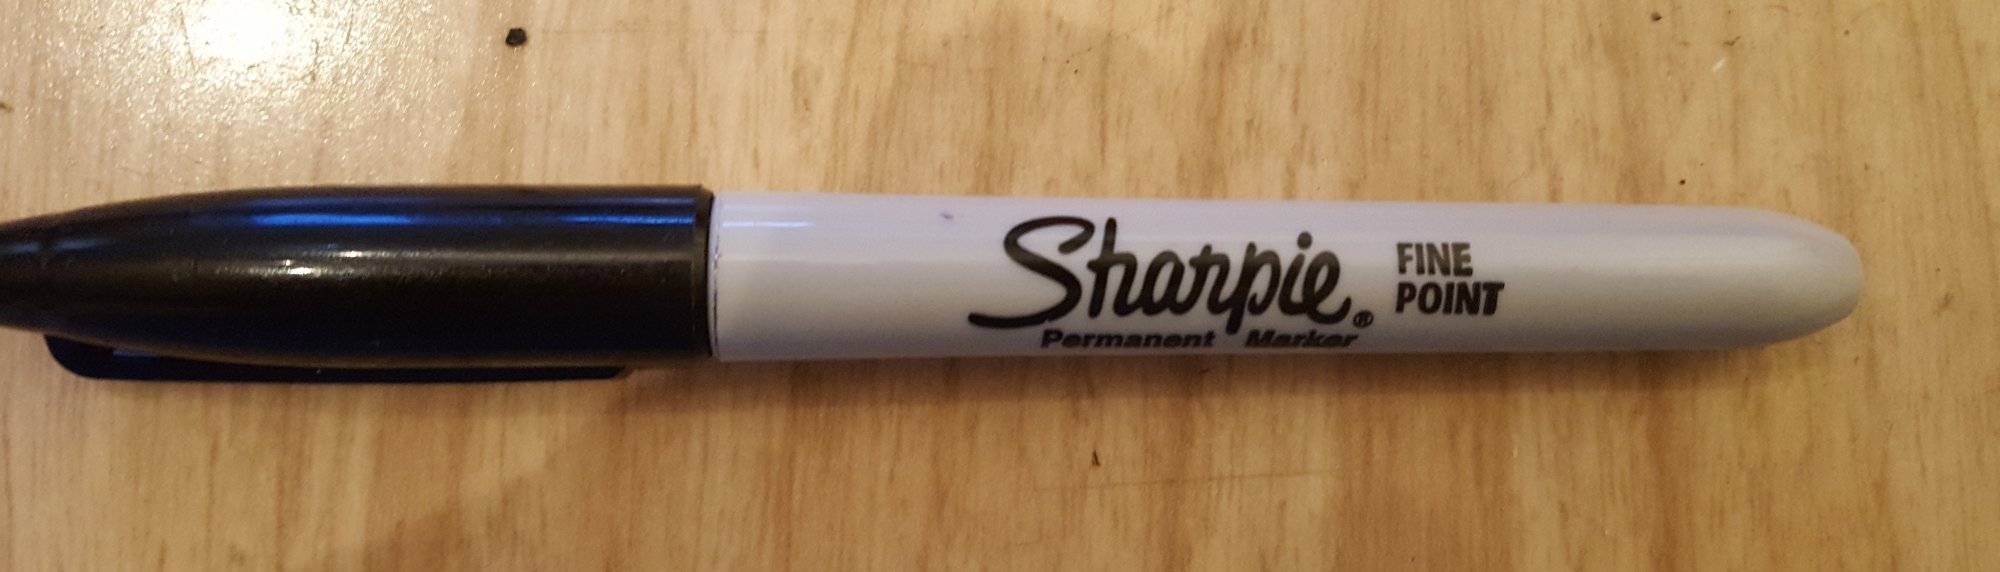 Sharpie®
FINE
POINT
Permanent Marker